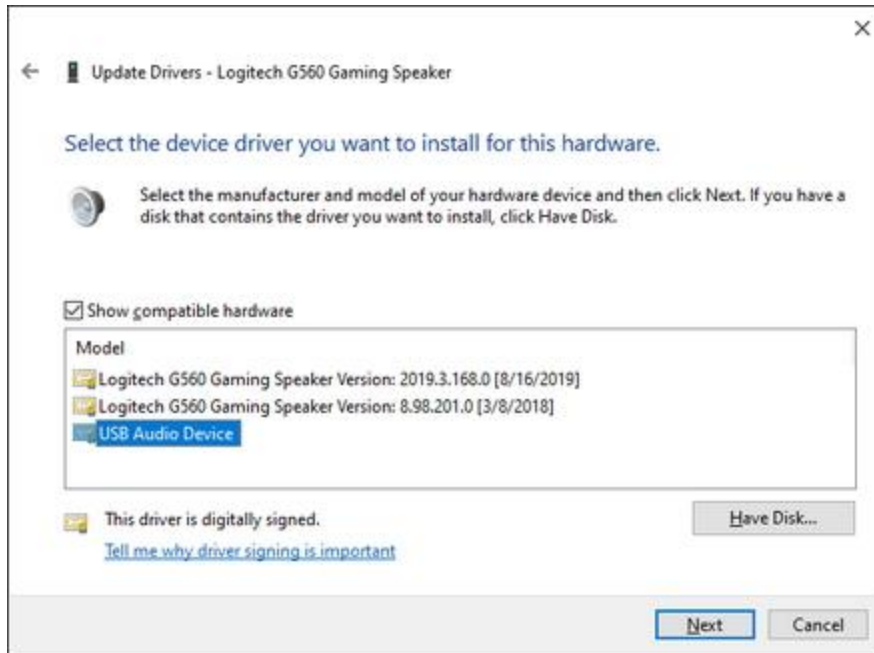 Update Drivers - Logitech G560 Gaming Speaker
Select the device driver you want to install for this hardware.
Select the manufacturer and model of your hardware device and then click Next. If you have a
disk that contains the driver you want to install, click Have Disk.
Show compatible hardware
Model
Logitech G560 Gaming Speaker Version: 2019.3.168.0 [8/16/2019]
Logitech G560 Gaming Speaker Version: 8.98.201.0 [3/8/2018]
USB Audio Device
This driver is digitally signed.
Have Disk...
Tell me why driver signing is important
Next
Cancel